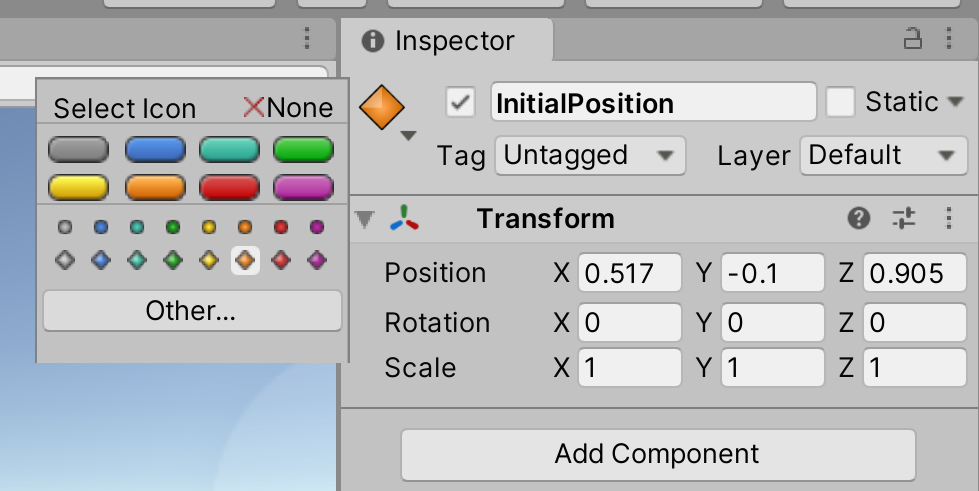 Inspector
Select Icon None
InitialPosition Static
Tag Untagged Layer Default
Transform
Position X 0.517 Y -0.1 Z 0.905
Rotation X 0 Y 0 Z 0
Scale X 1 Y 1 Z 1
Other...
Add Component